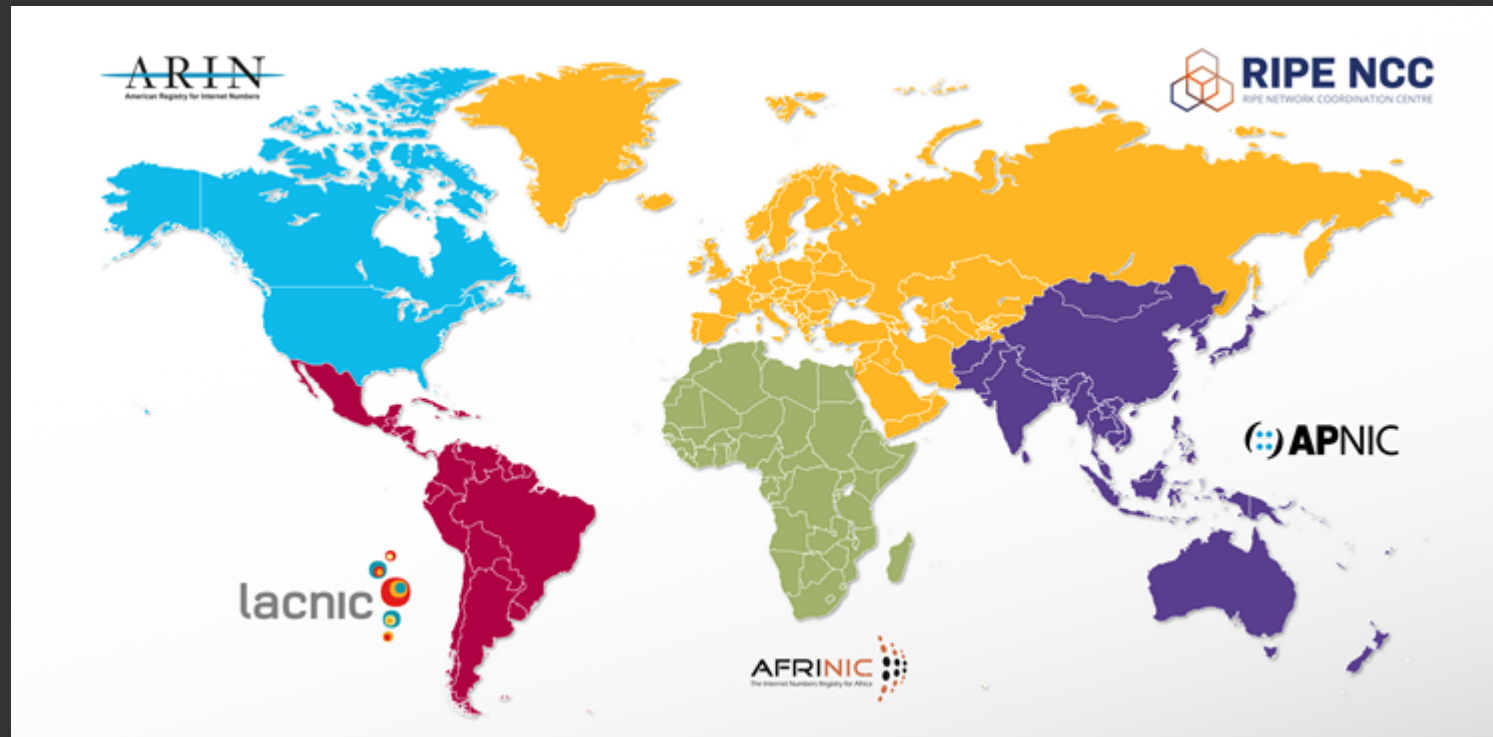 ARIN
American Registry for Internet Numbers
RIPE NCC
RIPE NETWORK COORDINATION CENTRE
APNIC
lacnic
AFRINIC
The Internet Numbers Registry for Africa